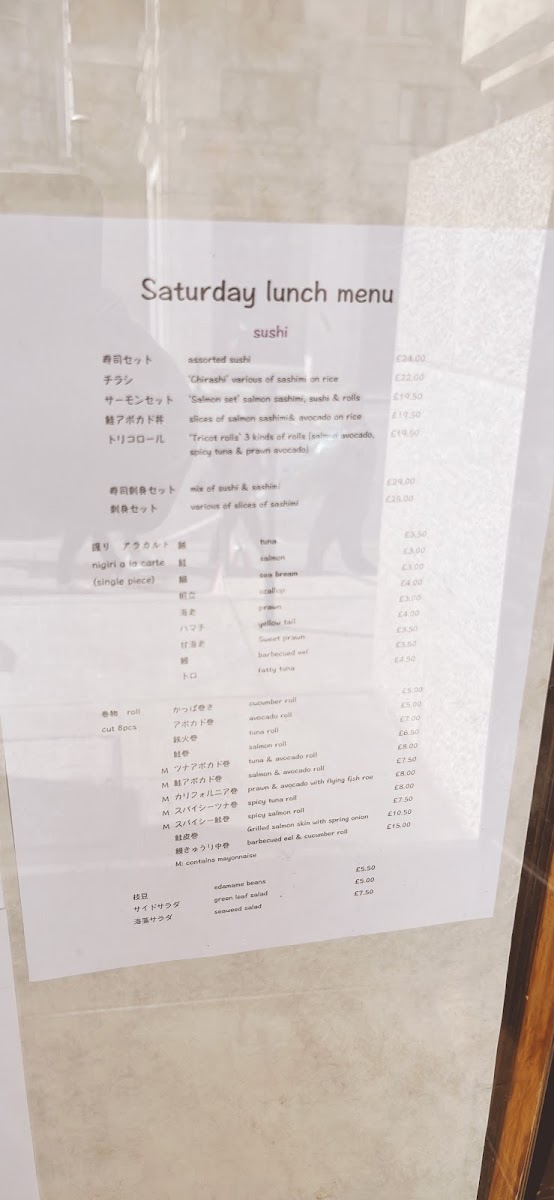 Saturday lunch menu
sushi
寿司セット assorted sushi £24.00
チラシ 'Chirashi' various of sashimi on rice £22.00
サーモンセット 'Salmon set' salmon sashimi, sushi & rolls £19.50
鮭アボカド丼 slices of salmon sashimi& avocado on rice £19.50
トリコロール 'Tricot rolls' 3 kinds of rolls (salmon avocado, £19.50
spicy tuna & prawn avocado)
寿司刺身セット mix of sushi & sashimi £29.00
刺身セット various of slices of sashimi £25.00
握り アラカルト 鮪 tuna £3.50
nigiri a la carte 鮭 salmon £3.00
(single piece) 鯛 sea bream £3.00
帆立 scallop £4.00
海老 prawn £3.00
ハマチ yellow tail £4.00
甘海老 Sweet prawn £3.50
鰻 barbecued eel £3.50
トロ fatty tuna £4.50
巻物 roll かっぱ巻き cucumber roll £5.00
cut 8pcs アボカド巻 avocado roll £5.00
鉄火巻 tuna roll £7.00
鮭巻 salmon roll £6.50
M ツナアボカド巻 tuna & avocado roll £8.00
M 鮭アボカド巻 salmon & avocado roll £7.50
M カリフォルニア巻 prawn & avocado with flying fish roe £8.00
M スパイシーツナ巻 spicy tuna roll £8.00
M スパイシー鮭巻 spicy salmon roll £7.50
鮭皮巻 Grilled salmon skin with spring onion £10.50
鰻きゅうり中巻 barbecued eel & cucumber roll £15.00
M: contains mayonnaise
枝豆 edamame beans £5.50
サイドサラダ green leaf salad £5.00
海藻サラダ seaweed salad £7.50